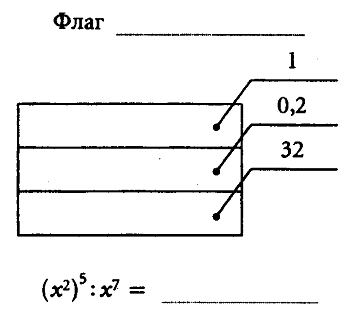 Флаг
1
0,2
32
(x²)⁵ : x⁷ =